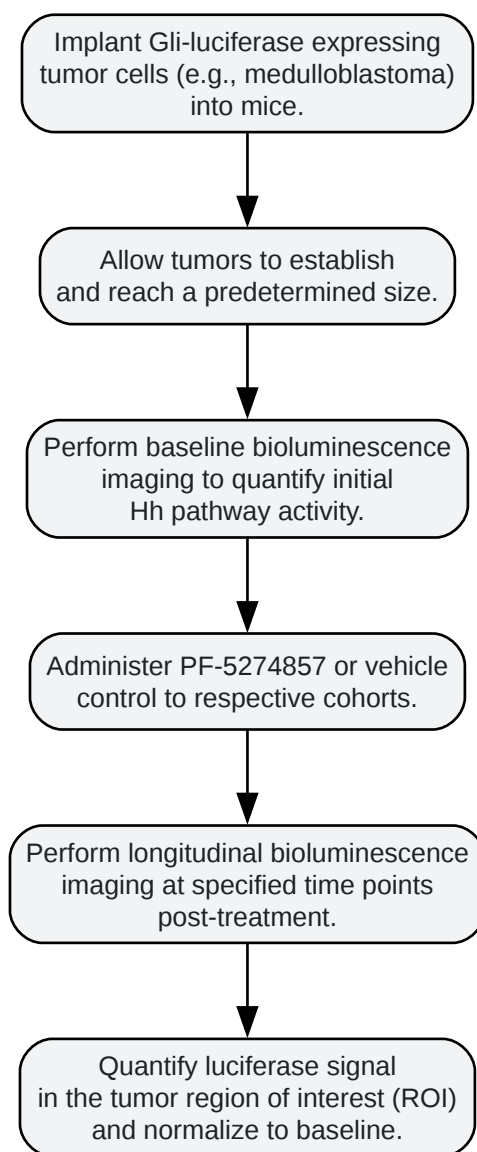 Implant Gli-luciferase expressing
tumor cells (e.g., medulloblastoma)
into mice.
Allow tumors to establish
and reach a predetermined size.
Perform baseline bioluminescence
imaging to quantify initial
Hh pathway activity.
Administer PF-5274857 or vehicle
control to respective cohorts.
Perform longitudinal bioluminescence
imaging at specified time points
post-treatment.
Quantify luciferase signal
in the tumor region of interest (ROI)
and normalize to baseline.